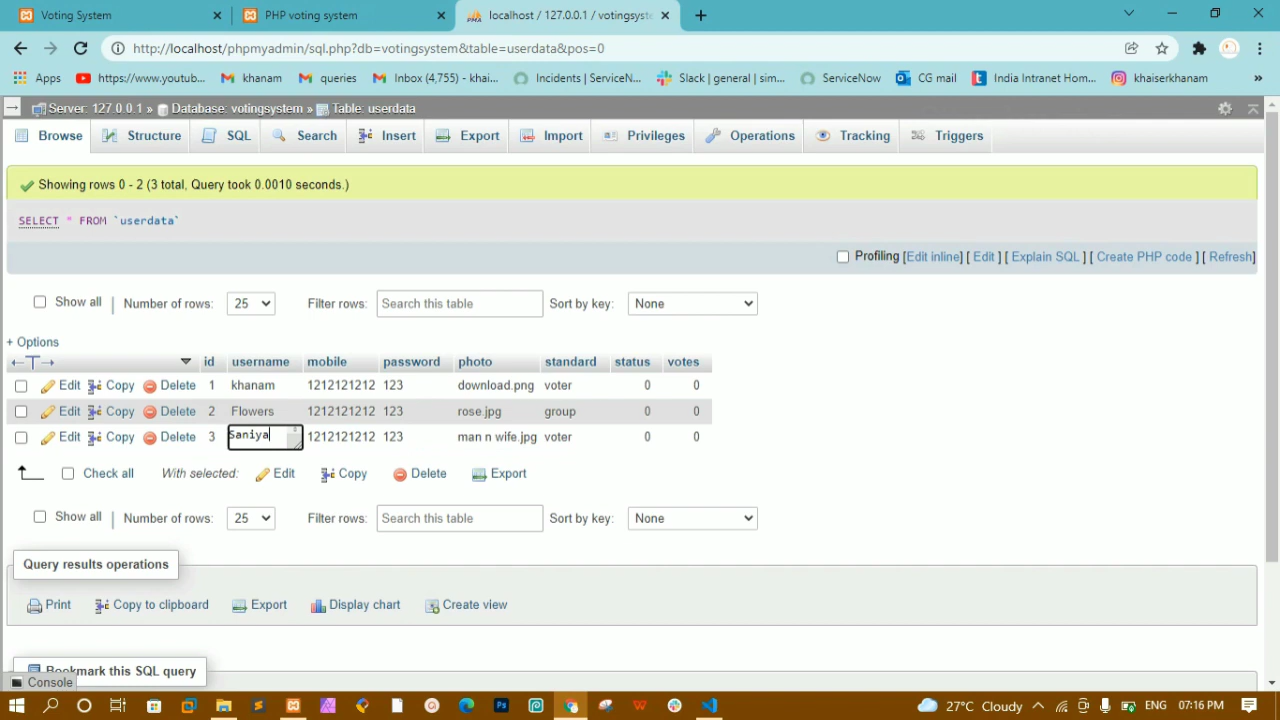 Voting System
PHP voting system
localhost / 127.0.0.1 / votingsyste
http://localhost/phpmyadmin/sql.php?db=votingsystem&table=userdata&pos=0
Apps https://www.youtub... khanam queries Inbox (4,755) - khai... Incidents | ServiceN... Slack | general | sim... ServiceNow CG mail India Intranet Hom... khaiserkhanam »
Server: 127.0.0.1 » Database: votingsystem » Table: userdata
Browse Structure SQL Search Insert Export Import Privileges Operations Tracking Triggers
Showing rows 0 - 2 (3 total, Query took 0.0010 seconds.)
SELECT * FROM `userdata`
Profiling [Edit inline] [ Edit ] [ Explain SQL ] [ Create PHP code ] [ Refresh]
Show all | Number of rows: 25 Filter rows: Search this table Sort by key: None
+ Options
←T→ id username mobile password photo standard status votes
Edit Copy Delete 1 khanam 1212121212 123 download.png voter 0 0
Edit Copy Delete 2 Flowers 1212121212 123 rose.jpg group 0 0
Edit Copy Delete 3 Saniya 1212121212 123 man n wife.jpg voter 0 0
Check all With selected: Edit Copy Delete Export
Show all | Number of rows: 25 Filter rows: Search this table Sort by key: None
Query results operations
Print Copy to clipboard Export Display chart Create view
Bookmark this SQL query
Console
27°C Cloudy ENG 07:16 PM